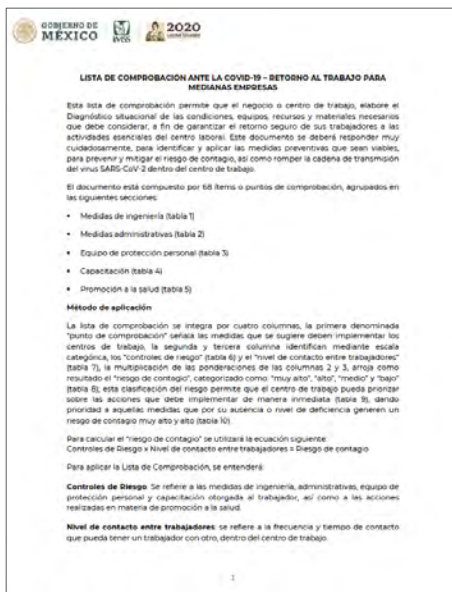 GOBIERNO DE
MÉXICO
IMSS
2020
LISTA DE COMPROBACIÓN ANTE LA COVID-19 – RETORNO AL TRABAJO PARA
MEDIANAS EMPRESAS
Esta lista de comprobación permite que el negocio o centro de trabajo, elabore el
Diagnóstico situacional de las condiciones, equipos, recursos y materiales necesarios
que debe considerar, a fin de garantizar el retorno seguro de sus trabajadores a las
actividades esenciales del centro laboral. Este documento se deberá responder muy
cuidadosamente, para identificar y aplicar las medidas preventivas que sean viables,
para prevenir y mitigar el riesgo de contagio, así como romper la cadena de transmisión
del virus SARS-CoV-2 dentro del centro de trabajo.
El documento está compuesto por 68 ítems o puntos de comprobación, agrupados en
las siguientes secciones:
• Medidas de ingeniería (tabla 1)
• Medidas administrativas (tabla 2)
• Equipo de protección personal (tabla 3)
• Capacitación (tabla 4)
• Promoción a la salud (tabla 5)
Método de aplicación
La lista de comprobación se integra por cuatro columnas, la primera denominada
"punto de comprobación" señala las medidas que se sugiere deben implementar los
centros de trabajo, la segunda y tercera columna identifican mediante escala
categórica, los "controles de riesgo" (tabla 6) y el "nivel de contacto entre trabajadores"
(tabla 7), la multiplicación de las ponderaciones de las columnas 2 y 3, arroja como
resultado el "riesgo de contagio", categorizado como: "muy alto", "alto", "medio" y "bajo"
(tabla 8); esta clasificación del riesgo permite que el centro de trabajo pueda priorizar
sobre las acciones que debe implementar de manera inmediata (tabla 9), dando
prioridad a aquellas medidas que por su ausencia o nivel de deficiencia generen un
riesgo de contagio muy alto y alto (tabla 10).
Para calcular el "riesgo de contagio" se utilizará la ecuación siguiente:
Controles de Riesgo x Nivel de contacto entre trabajadores = Riesgo de contagio
Para aplicar la Lista de Comprobación, se entenderá:
Controles de Riesgo: Se refiere a las medidas de ingeniería, administrativas, equipo de
protección personal y capacitación otorgada al trabajador, así como a las acciones
realizadas en materia de promoción a la salud.
Nivel de contacto entre trabajadores: se refiere a la frecuencia y tiempo de contacto
que pueda tener un trabajador con otro, dentro del centro de trabajo.